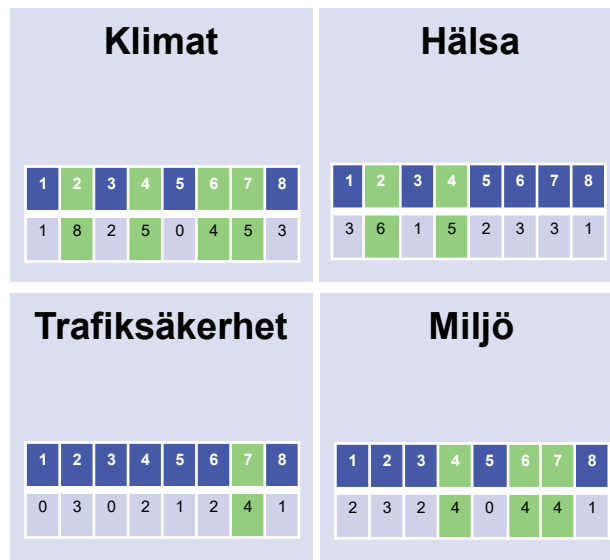 Klimat
1 2 3 4 5 6 7 8
1 8 2 5 0 4 5 3
Hälsa
1 2 3 4 5 6 7 8
3 6 1 5 2 3 3 1
Trafiksäkerhet
1 2 3 4 5 6 7 8
0 3 0 2 1 2 4 1
Miljö
1 2 3 4 5 6 7 8
2 3 2 4 0 4 4 1